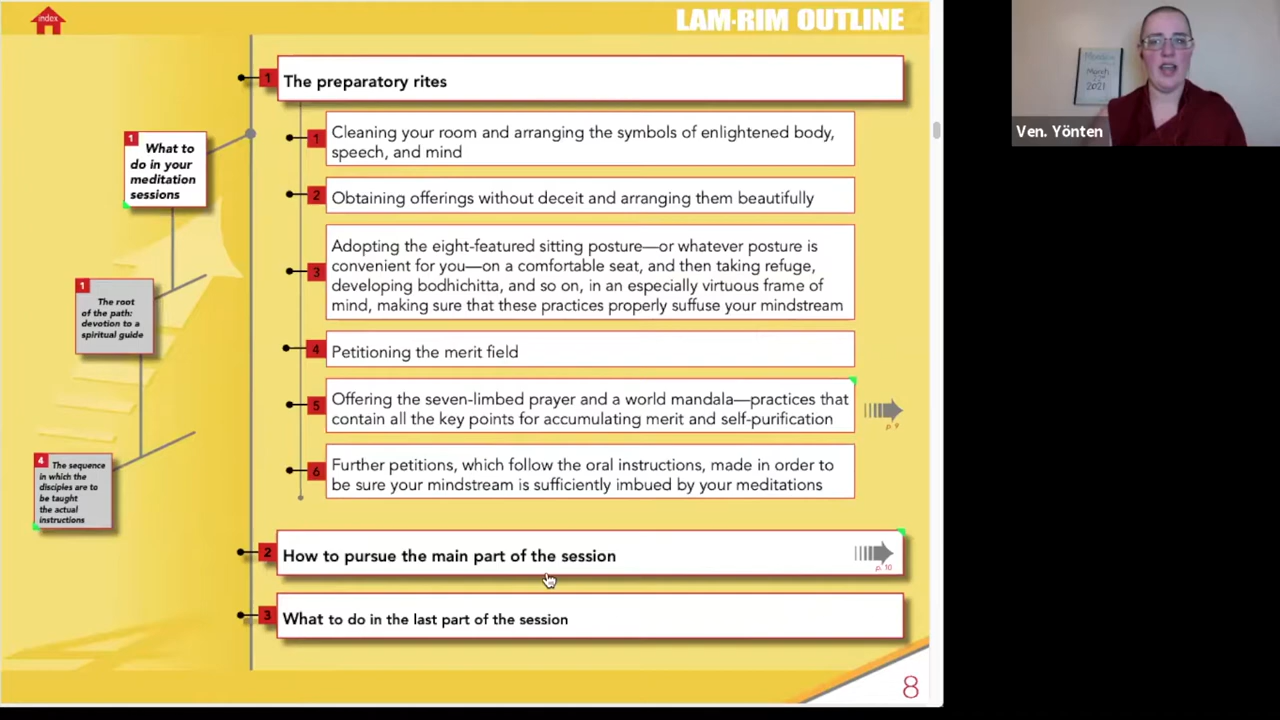 index
LAM·RIM OUTLINE
1 The preparatory rites
1 Cleaning your room and arranging the symbols of enlightened body,
speech, and mind
2 Obtaining offerings without deceit and arranging them beautifully
3 Adopting the eight-featured sitting posture—or whatever posture is
convenient for you—on a comfortable seat, and then taking refuge,
developing bodhichitta, and so on, in an especially virtuous frame of
mind, making sure that these practices properly suffuse your mindstream
4 Petitioning the merit field
5 Offering the seven-limbed prayer and a world mandala—practices that
contain all the key points for accumulating merit and self-purification
p. 9
6 Further petitions, which follow the oral instructions, made in order to
be sure your mindstream is sufficiently imbued by your meditations
2 How to pursue the main part of the session
p. 10
3 What to do in the last part of the session
1 What to
do in your
meditation
sessions
1 The root
of the path:
devotion to a
spiritual guide
4 The sequence
in which the
disciples are to
be taught
the actual
instructions
8
March
2021
Ven. Yönten